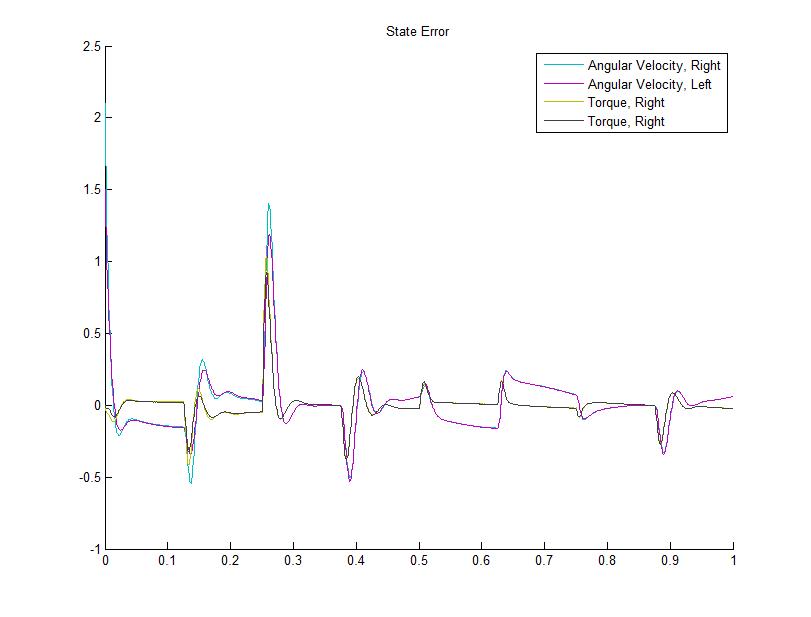 State Error
2.5
2
1.5
1
0.5
0
-0.5
-1
Angular Velocity, Right
Angular Velocity, Left
Torque, Right
Torque, Right
0 0.1 0.2 0.3 0.4 0.5 0.6 0.7 0.8 0.9 1